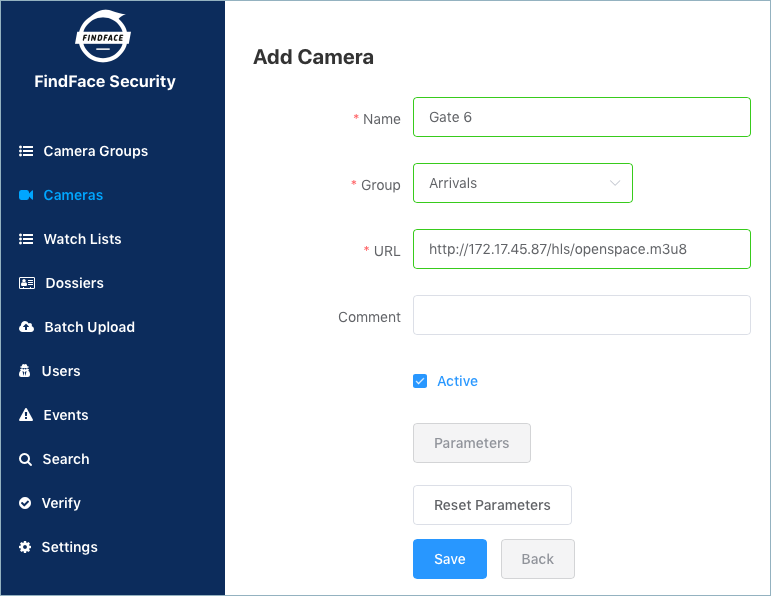 FINDFACE
FindFace Security
Camera Groups
Cameras
Watch Lists
Dossiers
Batch Upload
Users
Events
Search
Verify
Settings
Add Camera
* Name
Gate 6
* Group
Arrivals
* URL
http://172.17.45.87/hls/openspace.m3u8
Comment
Active
Parameters
Reset Parameters
Save
Back